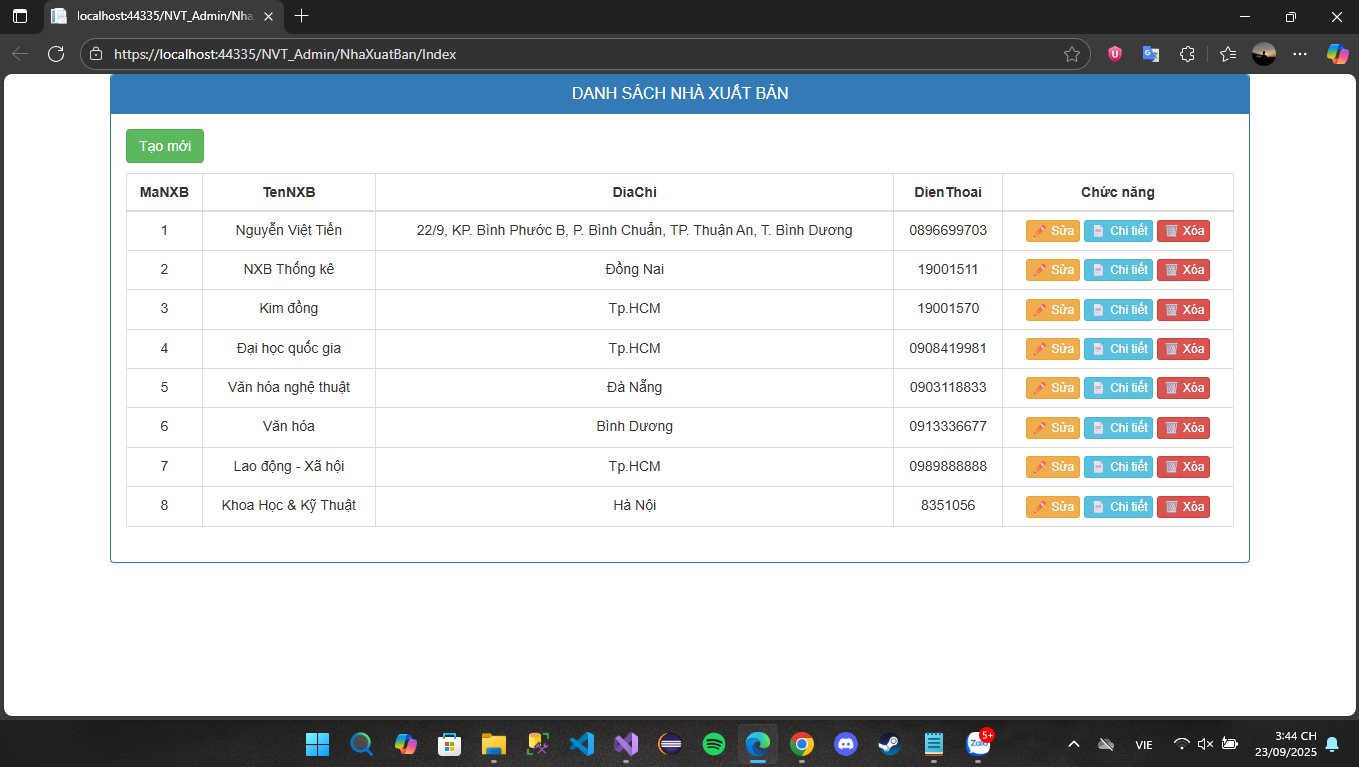 localhost:44335/NVT_Admin/Nha
https://localhost:44335/NVT_Admin/NhaXuatBan/Index
DANH SÁCH NHÀ XUẤT BẢN
Tạo mới
MaNXB TenNXB DiaChi DienThoai Chức năng
1 Nguyễn Việt Tiến 22/9, KP. Bình Phước B, P. Bình Chuẩn, TP. Thuận An, T. Bình Dương 0896699703 Sửa Chi tiết Xóa
2 NXB Thống kê Đồng Nai 19001511 Sửa Chi tiết Xóa
3 Kim đồng Tp.HCM 19001570 Sửa Chi tiết Xóa
4 Đại học quốc gia Tp.HCM 0908419981 Sửa Chi tiết Xóa
5 Văn hóa nghệ thuật Đà Nẵng 0903118833 Sửa Chi tiết Xóa
6 Văn hóa Bình Dương 0913336677 Sửa Chi tiết Xóa
7 Lao động - Xã hội Tp.HCM 0989888888 Sửa Chi tiết Xóa
8 Khoa Học & Kỹ Thuật Hà Nội 8351056 Sửa Chi tiết Xóa
Zalo 5+
VIE
3:44 CH
23/09/2025